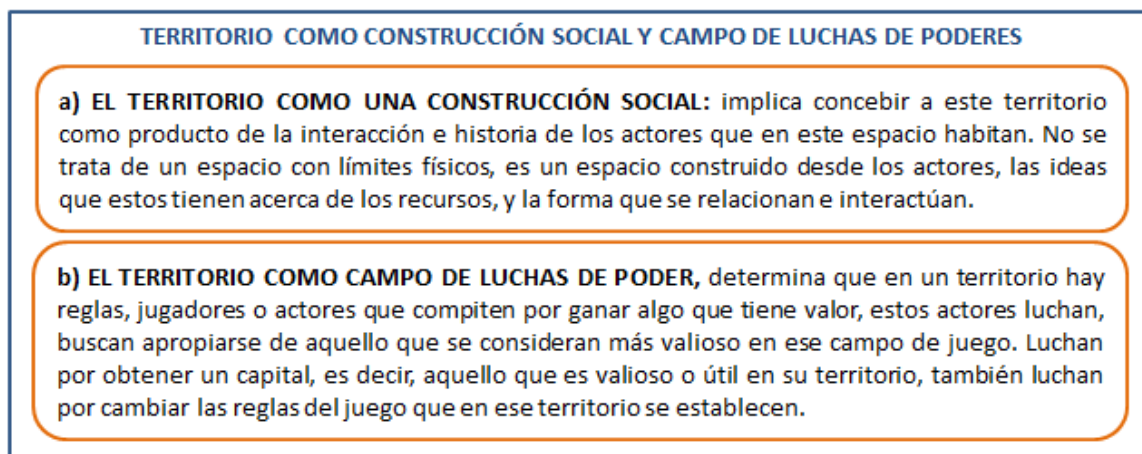 TERRITORIO COMO CONSTRUCCIÓN SOCIAL Y CAMPO DE LUCHAS DE PODERES
a) EL TERRITORIO COMO UNA CONSTRUCCIÓN SOCIAL: implica concebir a este territorio
como producto de la interacción e historia de los actores que en este espacio habitan. No se
trata de un espacio con límites físicos, es un espacio construido desde los actores, las ideas
que estos tienen acerca de los recursos, y la forma que se relacionan e interactúan.
b) EL TERRITORIO COMO CAMPO DE LUCHAS DE PODER, determina que en un territorio hay
reglas, jugadores o actores que compiten por ganar algo que tiene valor, estos actores luchan,
buscan apropiarse de aquello que se consideran más valioso en ese campo de juego. Luchan
por obtener un capital, es decir, aquello que es valioso o útil en su territorio, también luchan
por cambiar las reglas del juego que en ese territorio se establecen.